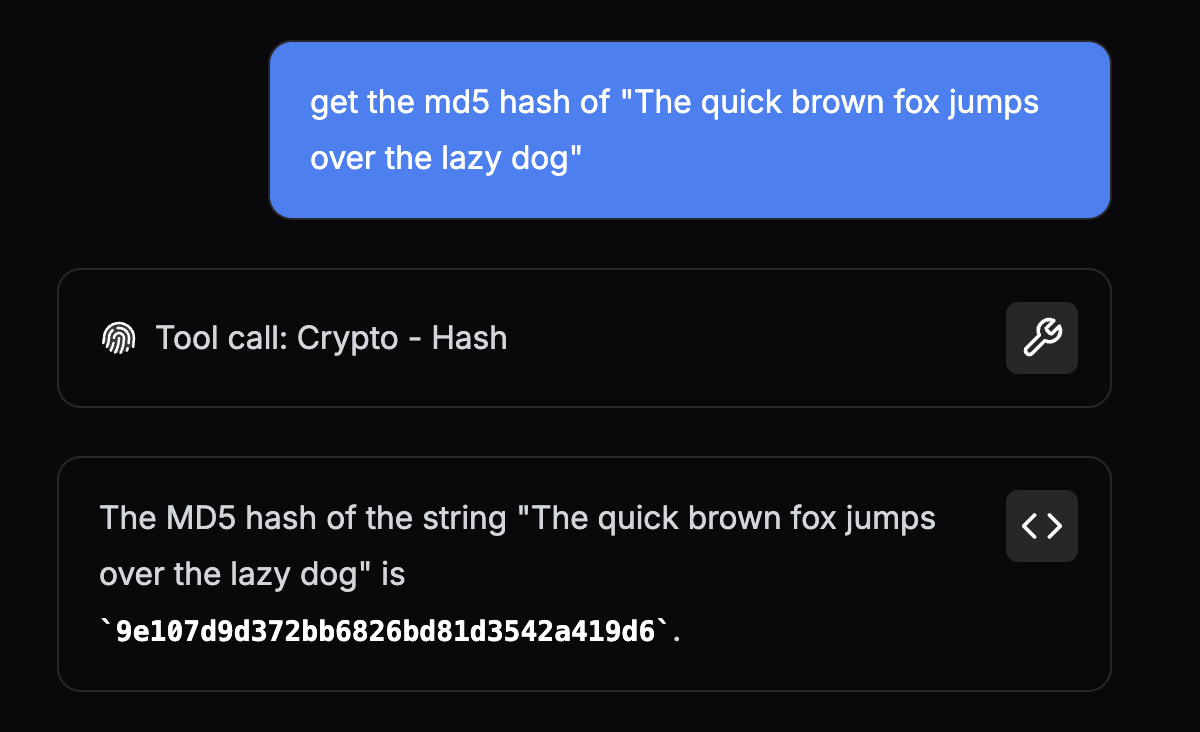 get the md5 hash of "The quick brown fox jumps
over the lazy dog"
Tool call: Crypto - Hash
The MD5 hash of the string "The quick brown fox jumps
over the lazy dog" is
`9e107d9d372bb6826bd81d3542a419d6`.